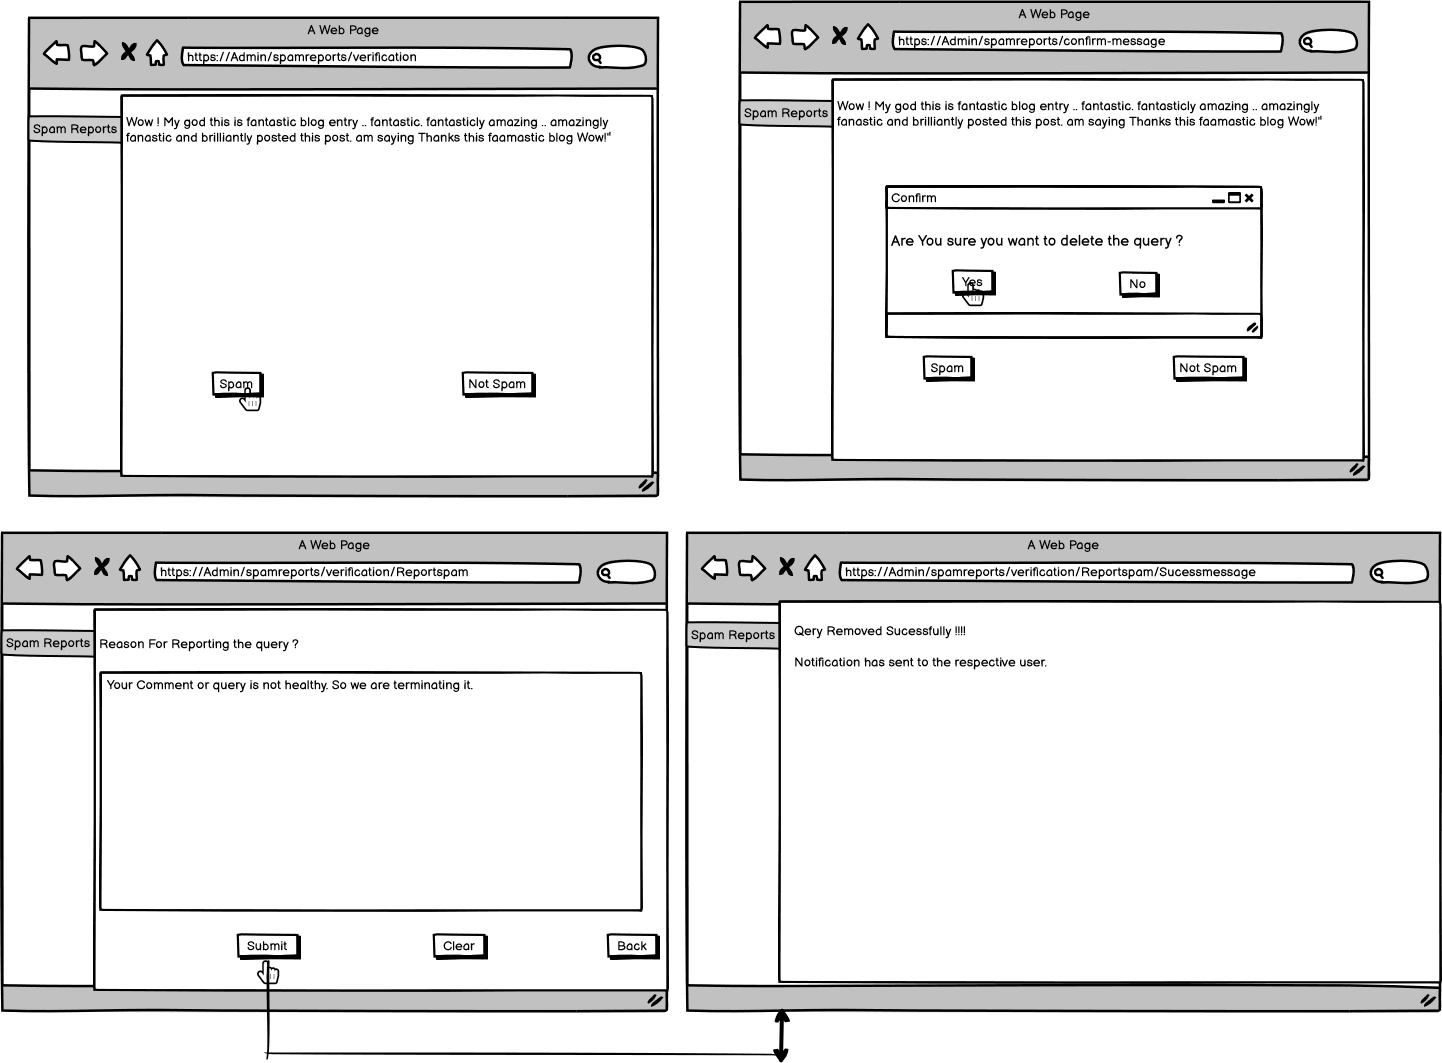 A Web Page
https://Admin/spamreports/verification
Spam Reports
Wow ! My god this is fantastic blog entry .. fantastic. fantasticly amazing .. amazingly
fanastic and brilliantly posted this post. am saying Thanks this faamastic blog Wow!"
Spam
Not Spam
A Web Page
https://Admin/spamreports/confirm-message
Spam Reports
Wow ! My god this is fantastic blog entry .. fantastic. fantasticly amazing .. amazingly
fanastic and brilliantly posted this post. am saying Thanks this faamastic blog Wow!"
Confirm
Are You sure you want to delete the query ?
Yes
No
Spam
Not Spam
A Web Page
https://Admin/spamreports/verification/Reportspam
Spam Reports
Reason For Reporting the query ?
Your Comment or query is not healthy. So we are terminating it.
Submit
Clear
Back
A Web Page
https://Admin/spamreports/verification/Reportspam/Sucessmessage
Spam Reports
Qery Removed Sucessfully !!!!
Notification has sent to the respective user.